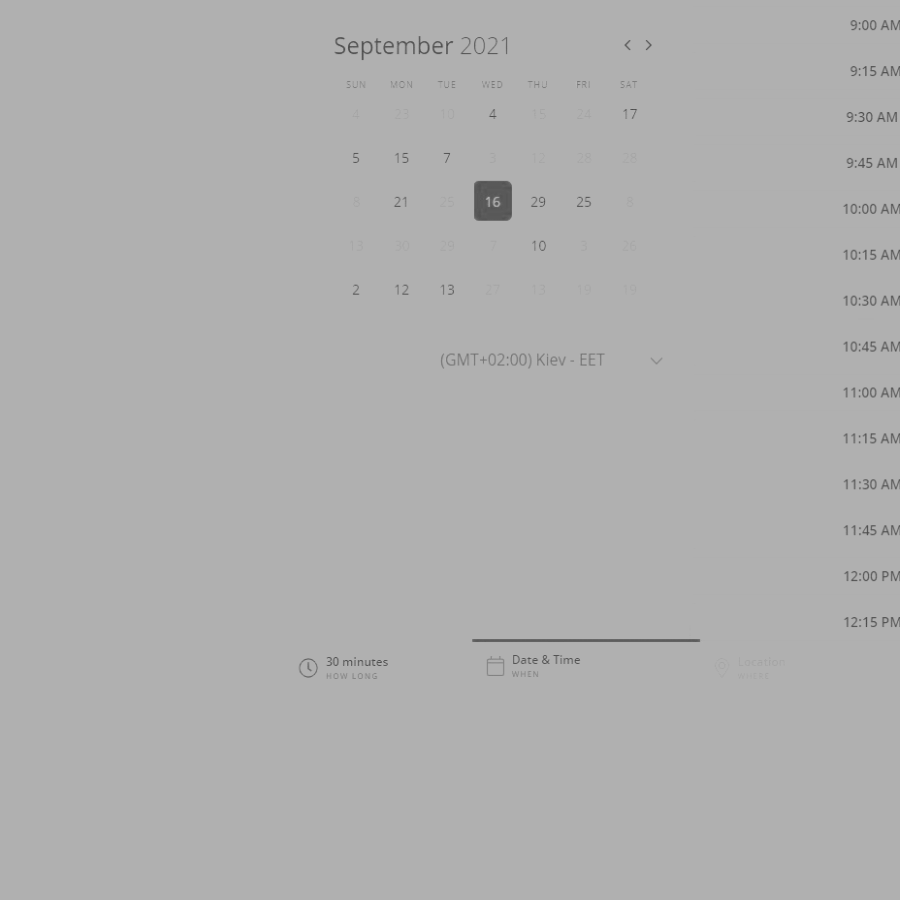 September 2021
SUN MON TUE WED THU FRI SAT
4 23 10 4 15 24 17
5 15 7 3 12 28 28
8 21 25 16 29 25 8
13 30 29 7 10 5 26
2 12 13 27 13 19 19
(GMT+02:00) Kiev - EET
9:00 AM
9:15 AM
9:30 AM
9:45 AM
10:00 AM
10:15 AM
10:30 AM
10:45 AM
11:00 AM
11:15 AM
11:30 AM
11:45 AM
12:00 PM
12:15 PM
30 minutes
HOW LONG
Date & Time
WHEN
Location
WHERE